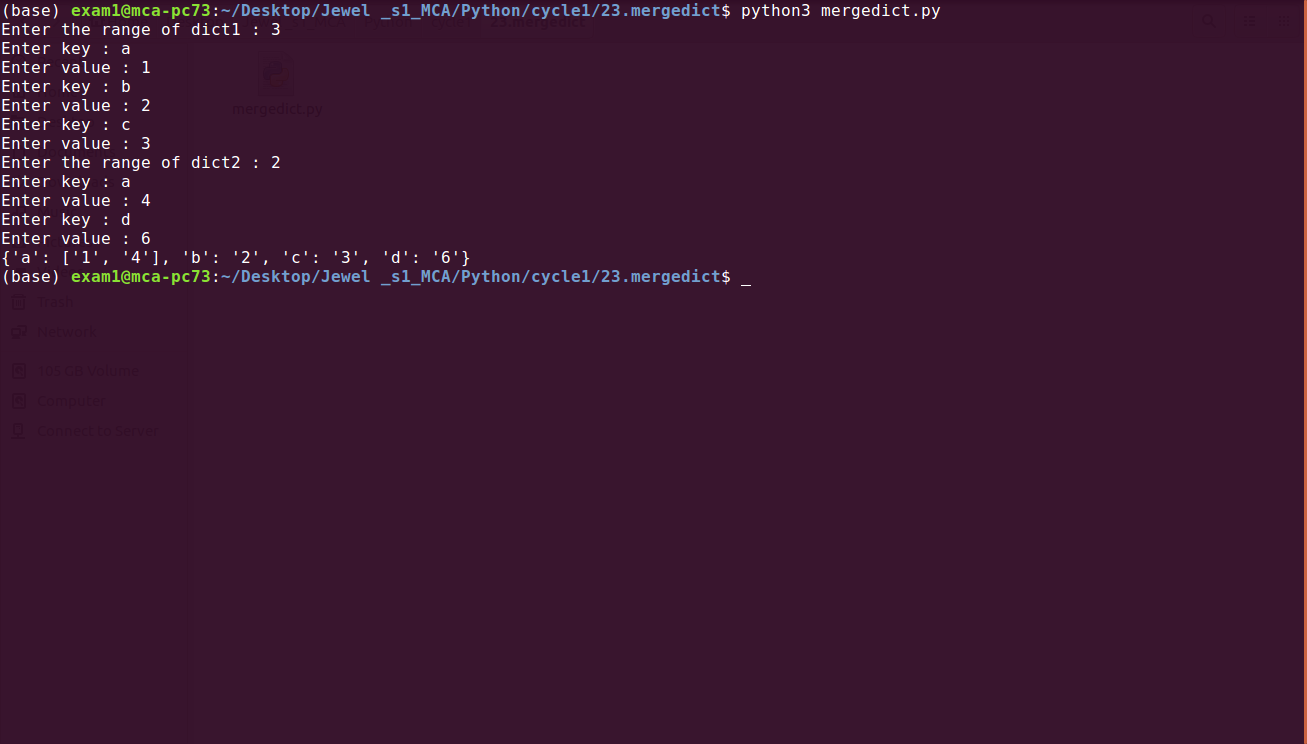 (base) exam1@mca-pc73:~/Desktop/Jewel _s1_MCA/Python/cycle1/23.mergedict$ python3 mergedict.py
Enter the range of dict1 : 3
Enter key : a
Enter value : 1
Enter key : b
Enter value : 2
mergedict.py
Enter key : c
Enter value : 3
Enter the range of dict2 : 2
Enter key : a
Enter value : 4
Enter key : d
Enter value : 6
{'a': ['1', '4'], 'b': '2', 'c': '3', 'd': '6'}
(base) exam1@mca-pc73:~/Desktop/Jewel _s1_MCA/Python/cycle1/23.mergedict$ _
Trash
Network
105 GB Volume
Computer
Connect to Server